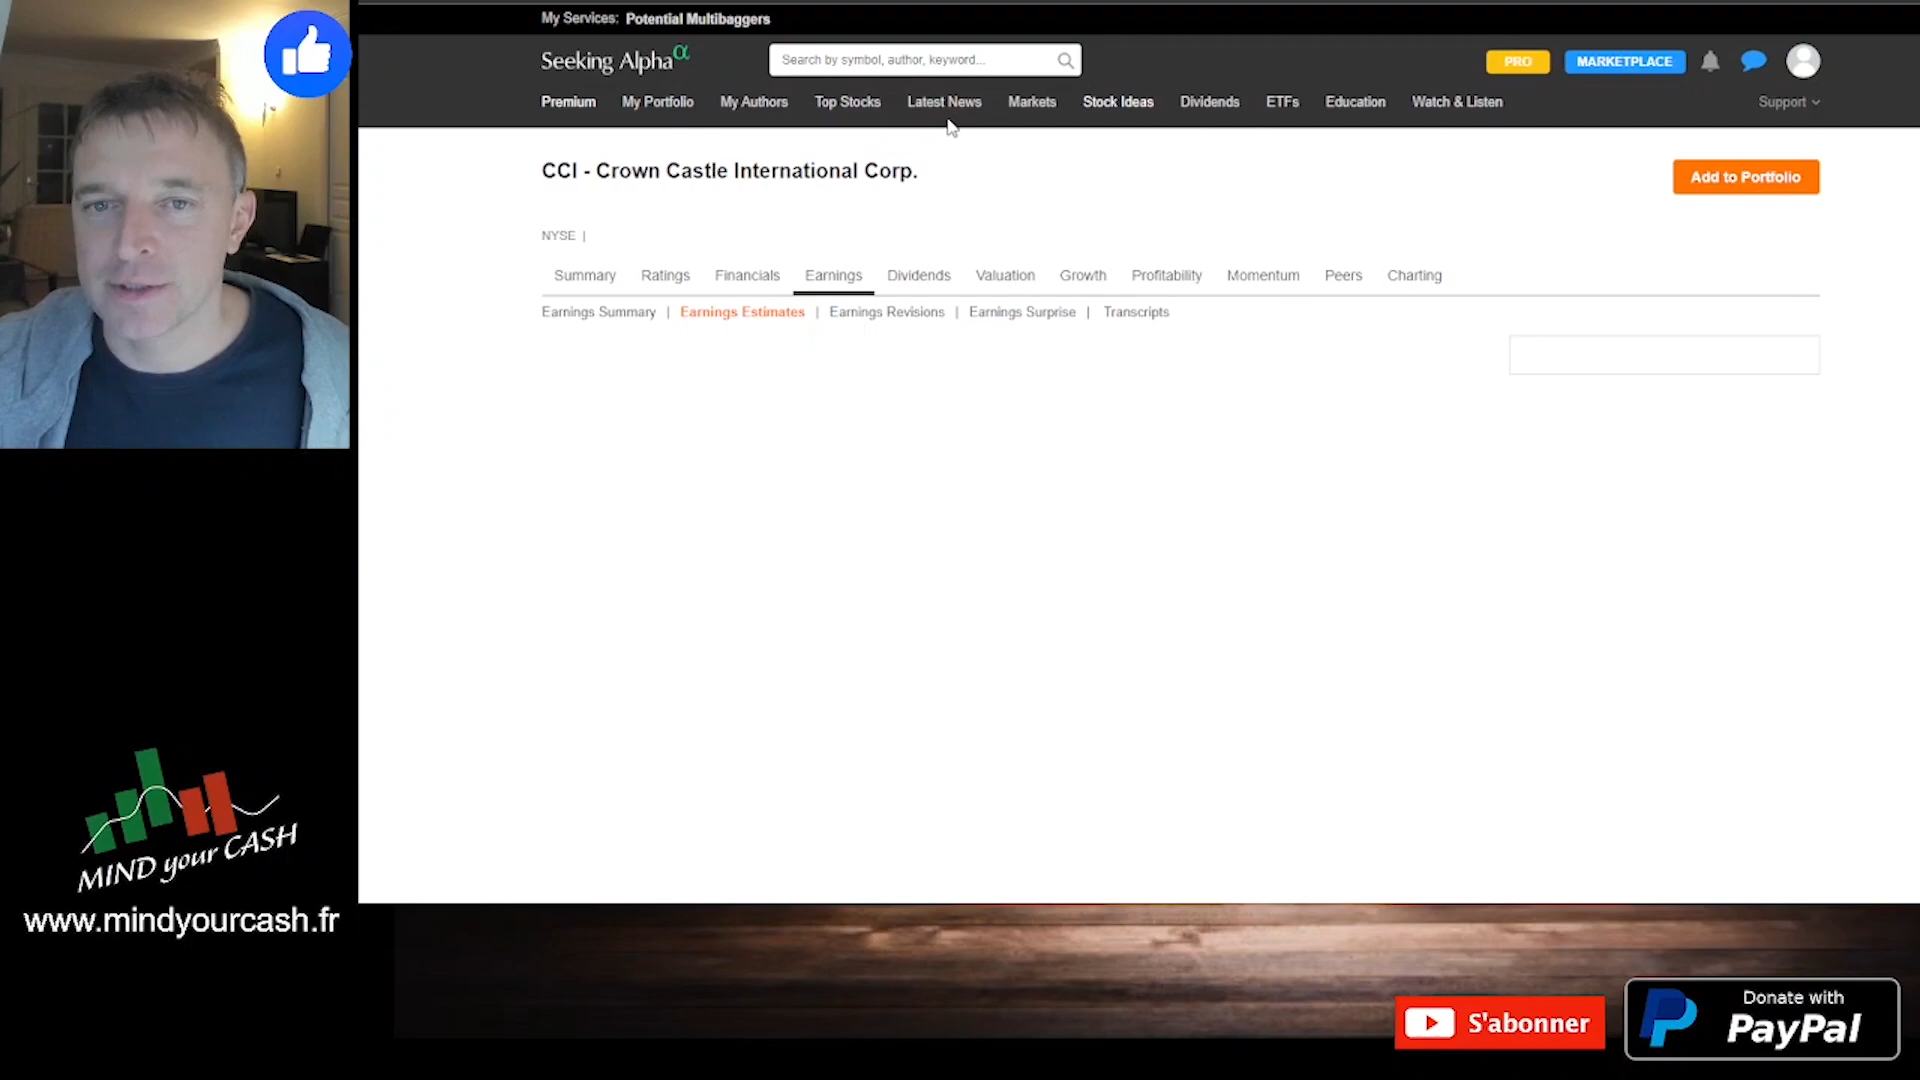 My Services: Potential Multibaggers
Seeking Alpha α
Search by symbol, author, keyword...
PRO
MARKETPLACE
Premium My Portfolio My Authors Top Stocks Latest News Markets Stock Ideas Dividends ETFs Education Watch & Listen Support
CCI - Crown Castle International Corp.
Add to Portfolio
NYSE |
Summary Ratings Financials Earnings Dividends Valuation Growth Profitability Momentum Peers Charting
Earnings Summary | Earnings Estimates | Earnings Revisions | Earnings Surprise | Transcripts
MIND your CASH
www.mindyourcash.fr
S'abonner
Donate with
PayPal